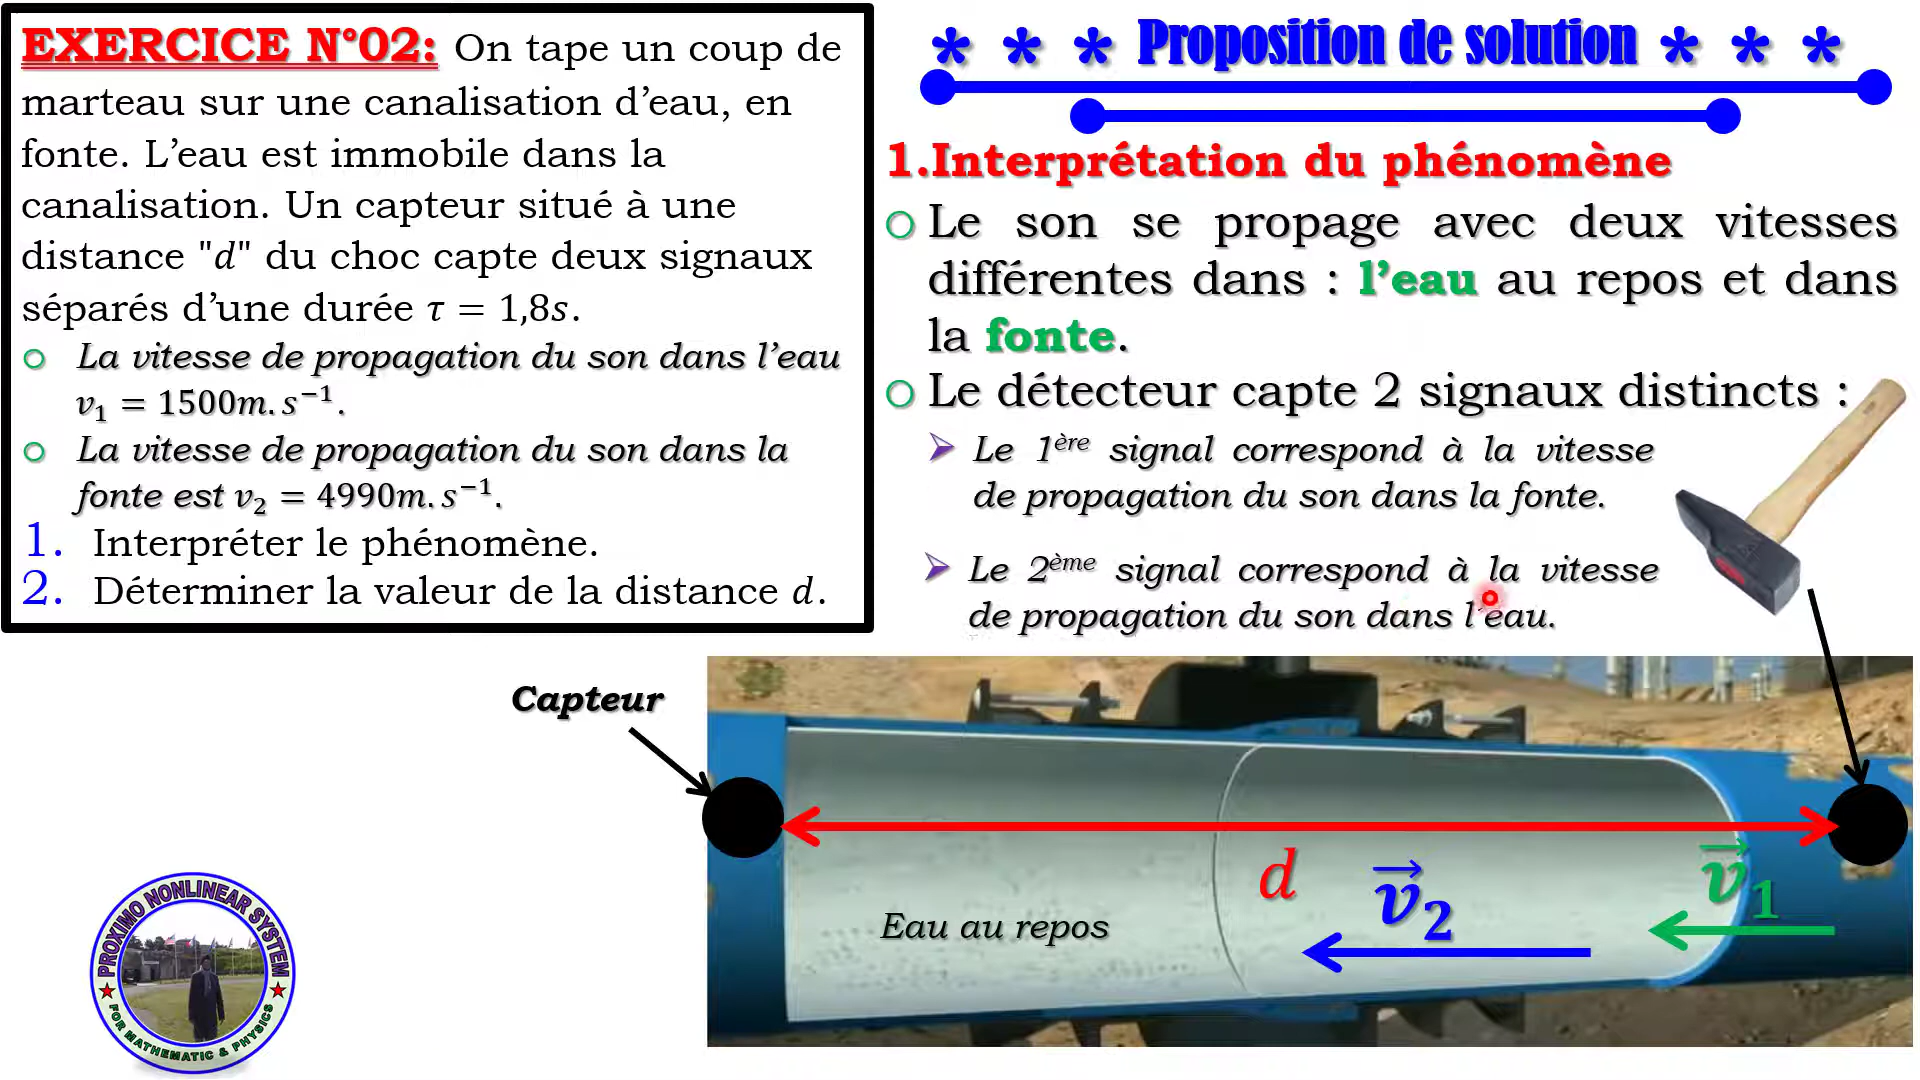 EXERCICE N°02: On tape un coup de
marteau sur une canalisation d’eau, en
fonte. L’eau est immobile dans la
canalisation. Un capteur situé à une
distance "d" du choc capte deux signaux
séparés d’une durée τ = 1,8s.
o La vitesse de propagation du son dans l’eau
v₁ = 1500m.s⁻¹.
o La vitesse de propagation du son dans la
fonte est v₂ = 4990m.s⁻¹.
1. Interpréter le phénomène.
2. Déterminer la valeur de la distance d.
* * * Proposition de solution * * *
1.Interprétation du phénomène
o Le son se propage avec deux vitesses
différentes dans : l’eau au repos et dans
la fonte.
o Le détecteur capte 2 signaux distincts :
➢ Le 1ère signal correspond à la vitesse
de propagation du son dans la fonte.
➢ Le 2ème signal correspond à la vitesse
de propagation du son dans l’eau.
Capteur
d
v⃗₂
v⃗₁
Eau au repos
PROXIMO NONLINEAR SYSTEM
★ FOR MATHEMATIC & PHYSICS ★